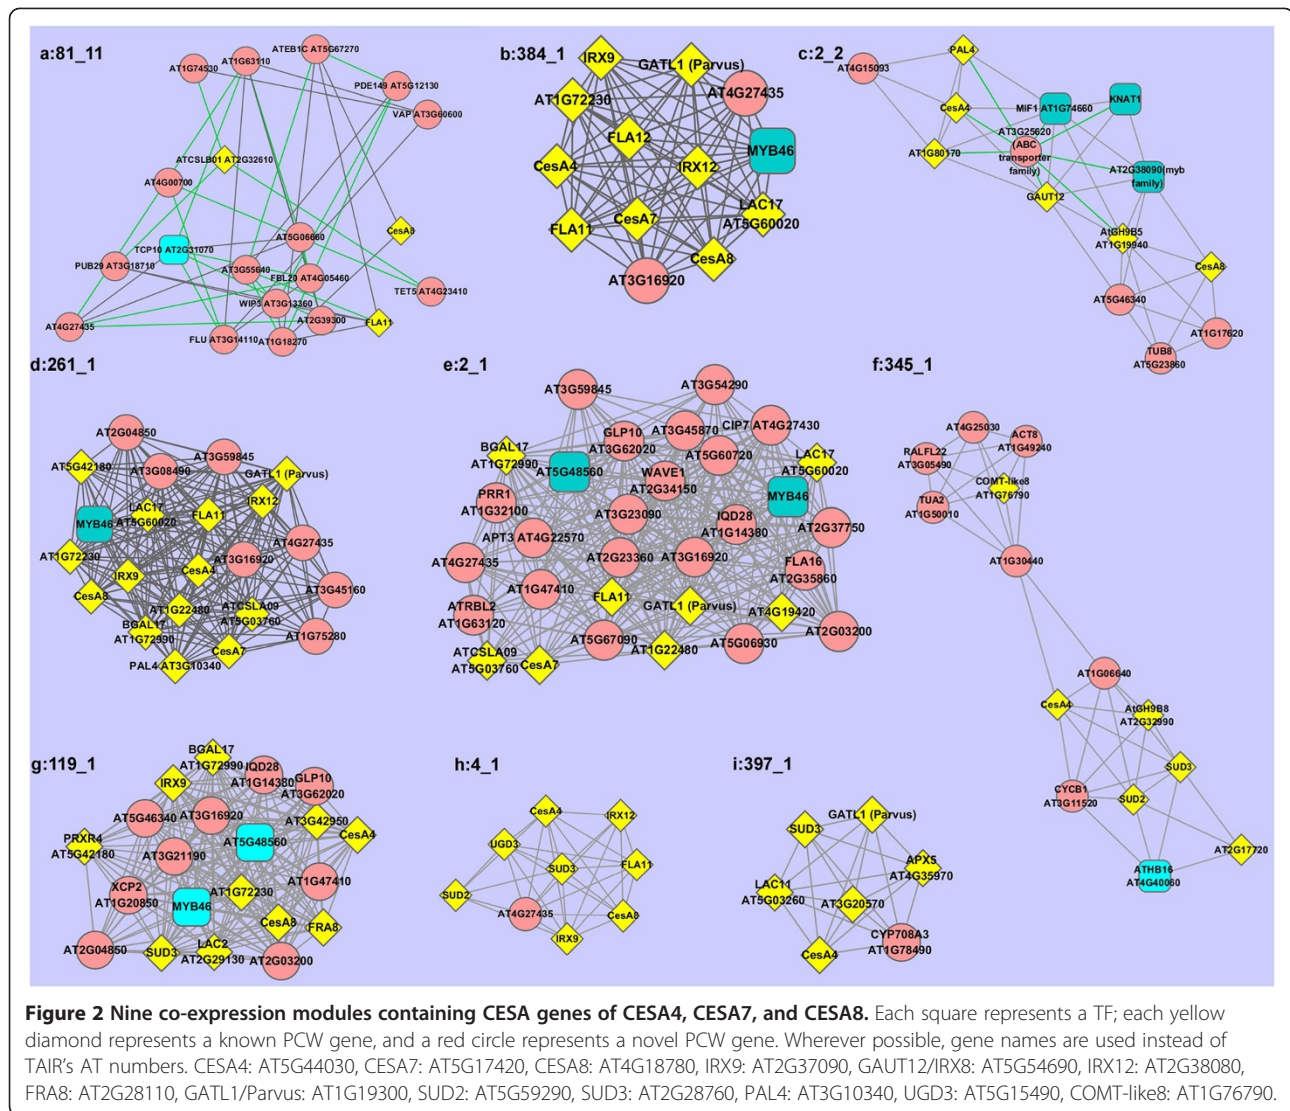 a:81_11
ATEB1C AT5G67270
AT1G63110
AT1G74530
PDE149 AT5G12130
VAP AT3G60600
ATCSLB01 AT2G32610
AT4G00700
CesA8
AT5G06660
TCP10 AT2G31070
PUB29 AT3G18710
AT3G55640
FBL20 AT4G05460
TET5 AT4G23410
WIP3 AT3G13360
AT4G27435
AT2G39300
FLA11
FLU AT3G14110
AT1G18270
b:384_1
IRX9
GATL1 (Parvus)
AT4G27435
AT1G72230
FLA12
MYB46
CesA4
IRX12
LAC17
AT5G60020
FLA11
CesA7
CesA8
AT3G16920
c:2_2
PAL4
AT4G15093
CesA4
MIF1 AT1G74660
KNAT1
AT3G25620
(ABC
transporter
family)
AT1G80170
AT2G38090(myb
family)
GAUT12
AtGH9B5
AT1G19940
CesA8
AT5G46340
AT1G17620
TUB8
AT5G23860
d:261_1
AT2G04850
AT3G59845
AT5G42180
AT3G08490
GATL1 (Parvus)
IRX12
LAC17
AT5G60020
FLA11
MYB46
AT4G27435
AT1G72230
AT3G16920
IRX9
CesA4
AT3G45160
CesA8
AT1G22480
ATCSLA09
AT5G03760
BGAL17
AT1G72990
AT1G75280
CesA7
PAL4 AT3G10340
e:2_1
AT3G59845
AT3G54290
GLP10
AT3G62020
AT3G45870
CIP7 AT4G27430
BGAL17
AT1G72990
AT5G60720
LAC17
AT5G60020
AT5G48560
WAVE1
AT2G34150
MYB46
PRR1
AT1G32100
AT3G23090
IQD28
AT1G14380
AT2G37750
APT3 AT4G22570
AT4G27435
AT2G23360
AT3G16920
FLA16
AT2G35860
AT1G47410
FLA11
GATL1 (Parvus)
AT4G19420
ATRBL2
AT1G63120
AT2G03200
AT5G67090
AT5G06930
AT1G22480
ATCSLA09
AT5G03760
CesA7
f:345_1
AT4G25030
ACT8
AT1G49240
RALFL22
AT3G05490
COMT-like8
AT1G76790
TUA2
AT1G50010
AT1G30440
AT1G06640
CesA4
AtGH9B8
AT2G32990
SUD3
CYCB1
AT3G11520
SUD2
AT2G17720
ATHB16
AT4G40060
g:119_1
BGAL17
AT1G72990
IQD28
AT1G14380
GLP10
AT3G62020
IRX9
AT5G46340
AT3G16920
AT3G42950
CesA4
PRXR4
AT5G42180
AT5G48560
AT3G21190
AT1G47410
XCP2
AT1G20850
AT1G72230
MYB46
CesA8
FRA8
AT2G04850
SUD3
LAC2
AT2G29130
AT2G03200
h:4_1
CesA4
IRX12
UGD3
SUD3
FLA11
SUD2
AT4G27435
CesA8
IRX9
i:397_1
GATL1 (Parvus)
SUD3
APX5
AT4G35970
LAC11
AT5G03260
AT3G20570
CYP708A3
AT1G78490
CesA4
Figure 2 Nine co-expression modules containing CESA genes of CESA4, CESA7, and CESA8. Each square represents a TF; each yellow
diamond represents a known PCW gene, and a red circle represents a novel PCW gene. Wherever possible, gene names are used instead of
TAIR's AT numbers. CESA4: AT5G44030, CESA7: AT5G17420, CESA8: AT4G18780, IRX9: AT2G37090, GAUT12/IRX8: AT5G54690, IRX12: AT2G38080,
FRA8: AT2G28110, GATL1/Parvus: AT1G19300, SUD2: AT5G59290, SUD3: AT2G28760, PAL4: AT3G10340, UGD3: AT5G15490, COMT-like8: AT1G76790.